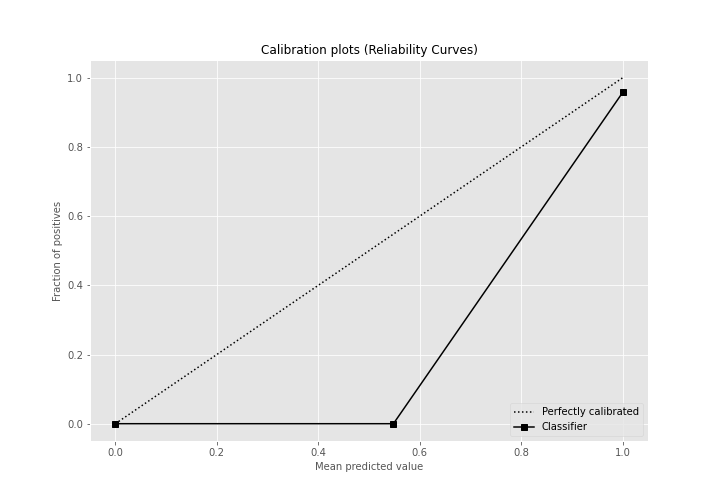 Calibration plots (Reliability Curves)
1.0
0.8
0.6
0.4
0.2
0.0
Fraction of positives
0.0 0.2 0.4 0.6 0.8 1.0
Mean predicted value
Perfectly calibrated
Classifier